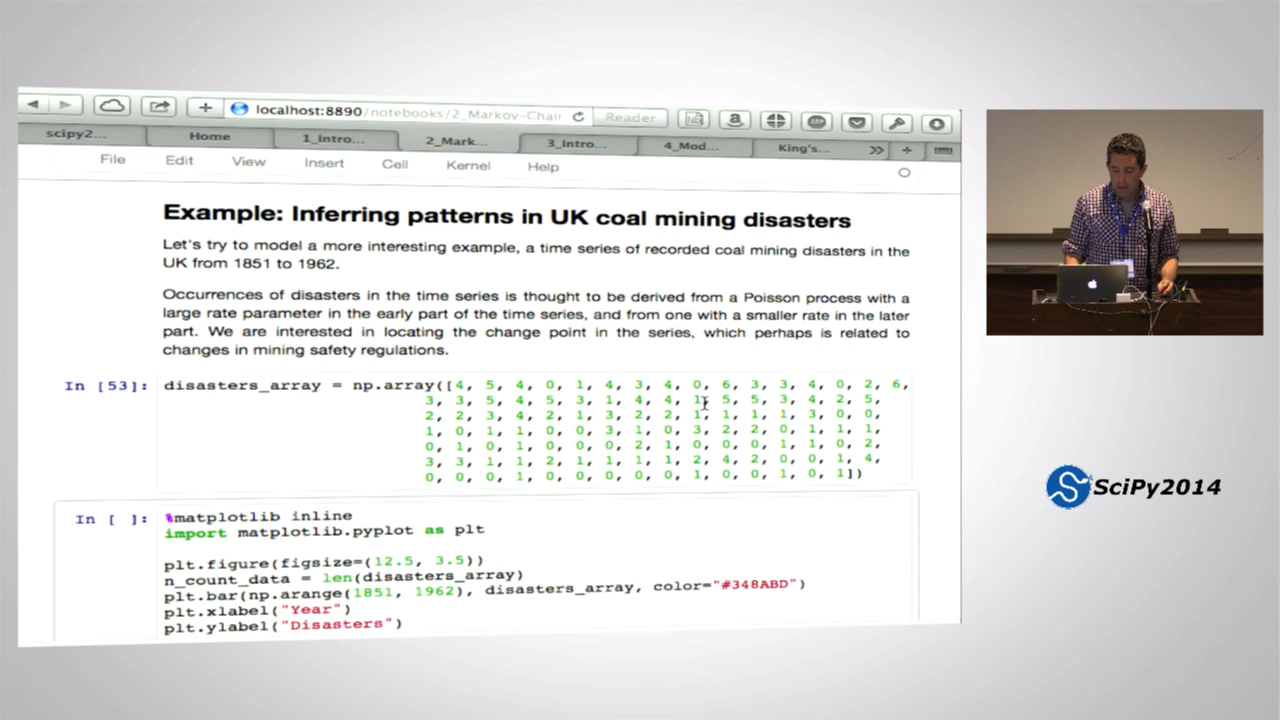 localhost:8890/notebooks/2_Markov-Chair
Reader
scipy2... Home 1_Intro... 2_Mark... 3_Intro... 4_Mod... King's... >> +
File Edit View Insert Cell Kernel Help
Example: Inferring patterns in UK coal mining disasters
Let's try to model a more interesting example, a time series of recorded coal mining disasters in the
UK from 1851 to 1962.
Occurrences of disasters in the time series is thought to be derived from a Poisson process with a
large rate parameter in the early part of the time series, and from one with a smaller rate in the later
part. We are interested in locating the change point in the series, which perhaps is related to
changes in mining safety regulations.
In [53]: disasters_array = np.array([4, 5, 4, 0, 1, 4, 3, 4, 0, 6, 3, 3, 4, 0, 2, 6,
3, 3, 5, 4, 5, 3, 1, 4, 4, 1, 5, 5, 3, 4, 2, 5,
2, 2, 3, 4, 2, 1, 3, 2, 2, 1, 1, 1, 1, 3, 0, 0,
1, 0, 1, 1, 0, 0, 3, 1, 0, 3, 2, 2, 0, 1, 1, 1,
0, 1, 0, 1, 0, 0, 0, 2, 1, 0, 0, 0, 1, 1, 0, 2,
3, 3, 1, 1, 2, 1, 1, 1, 1, 2, 4, 2, 0, 0, 1, 4,
0, 0, 0, 1, 0, 0, 0, 0, 0, 1, 0, 0, 1, 0, 1])
In [ ]: %matplotlib inline
import matplotlib.pyplot as plt
plt.figure(figsize=(12.5, 3.5))
n_count_data = len(disasters_array)
plt.bar(np.arange(1851, 1962), disasters_array, color="#348ABD")
plt.xlabel("Year")
plt.ylabel("Disasters")
SciPy2014